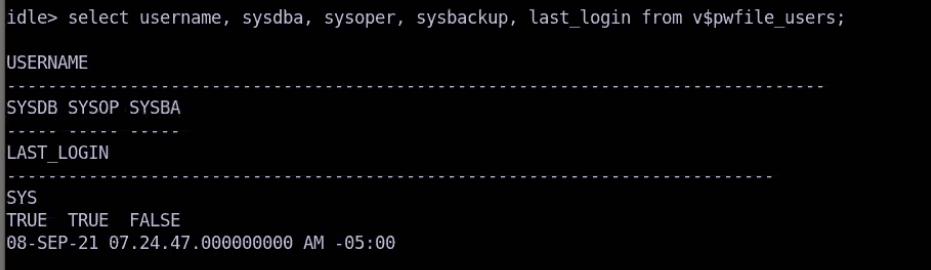 idle> select username, sysdba, sysoper, sysbackup, last_login from v$pwfile_users;
USERNAME
--------------------------------------------------------------------------------
SYSDB SYSOP SYSBA
----- ----- -----
LAST_LOGIN
---------------------------------------------------------------------------
SYS
TRUE  TRUE  FALSE
08-SEP-21 07.24.47.000000000 AM -05:00